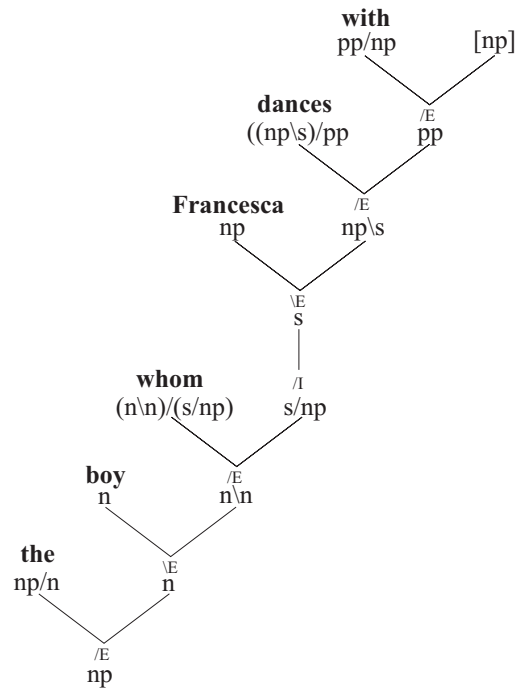 with
pp/np [np]
/E
dances pp
((np\s)/pp
/E
Francesca np\s
np
\E
s
/I
whom s/np
(n\n)/(s/np)
/E
boy n\n
n
\E
the n
np/n
/E
np